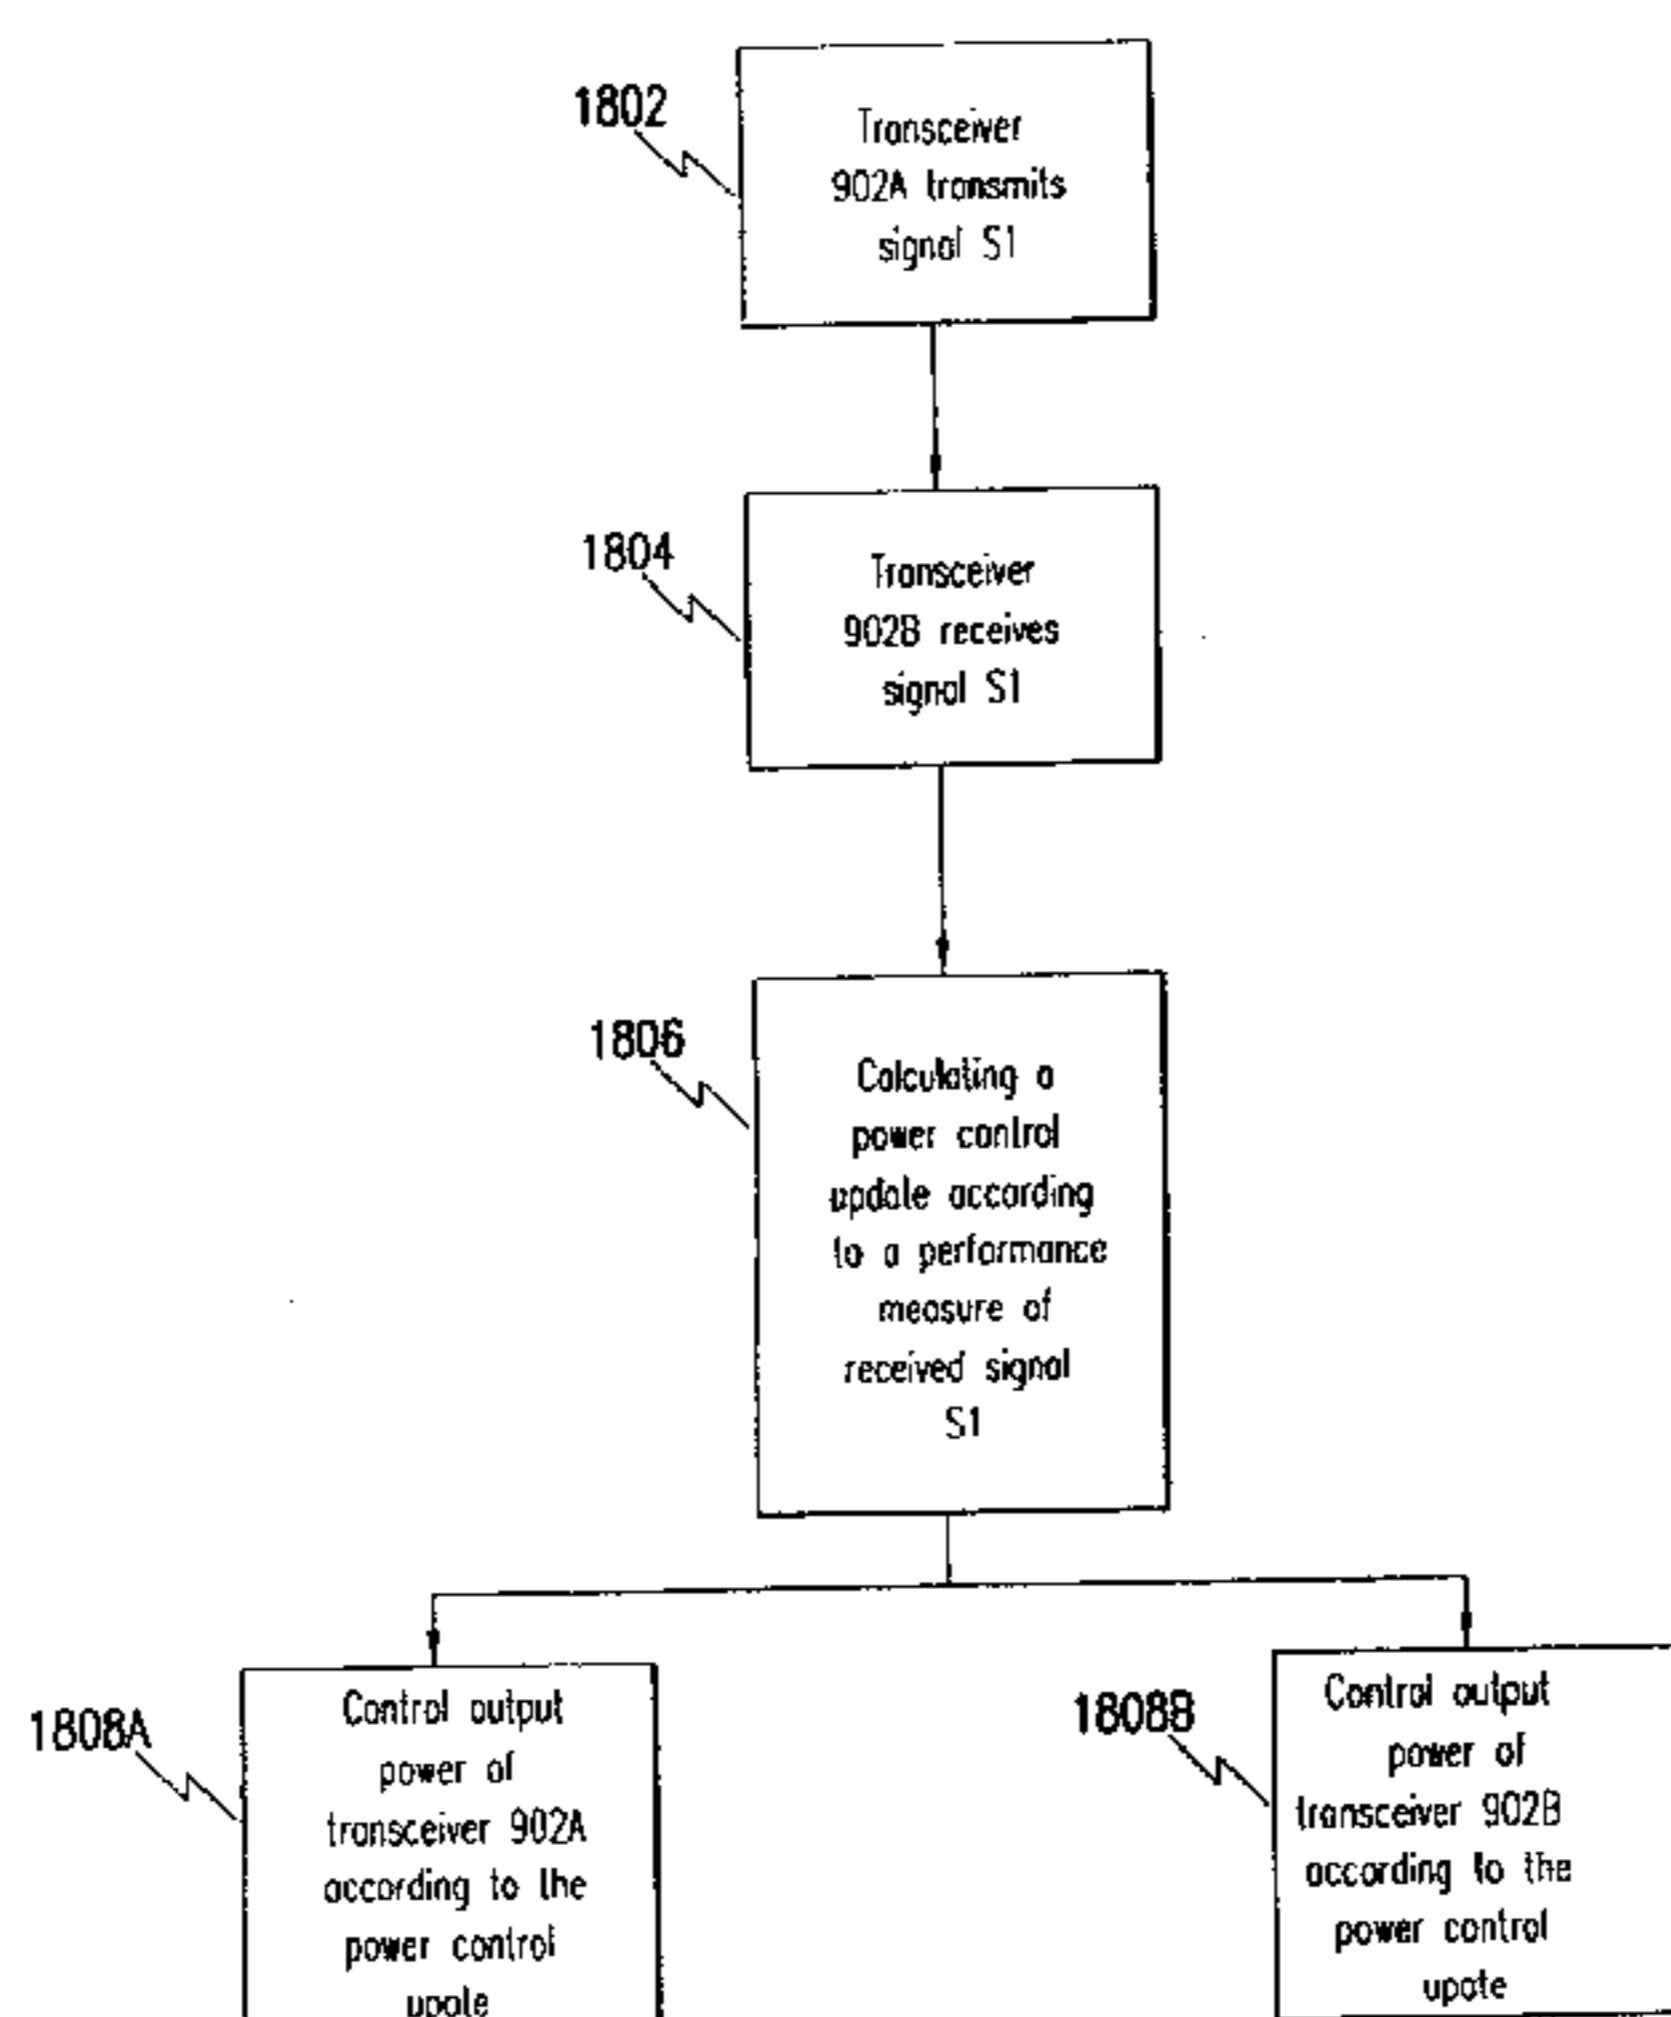 1802
Transceiver
902A transmits
signal S1
1804
Transceiver
902B receives
signal S1
1806
Calculating a
power control
update according
to a performance
measure of
received signal
S1
1808A
Control output
power of
transceiver 902A
according to the
power control
upate
1808B
Control output
power of
transceiver 902B
according to the
power control
upate